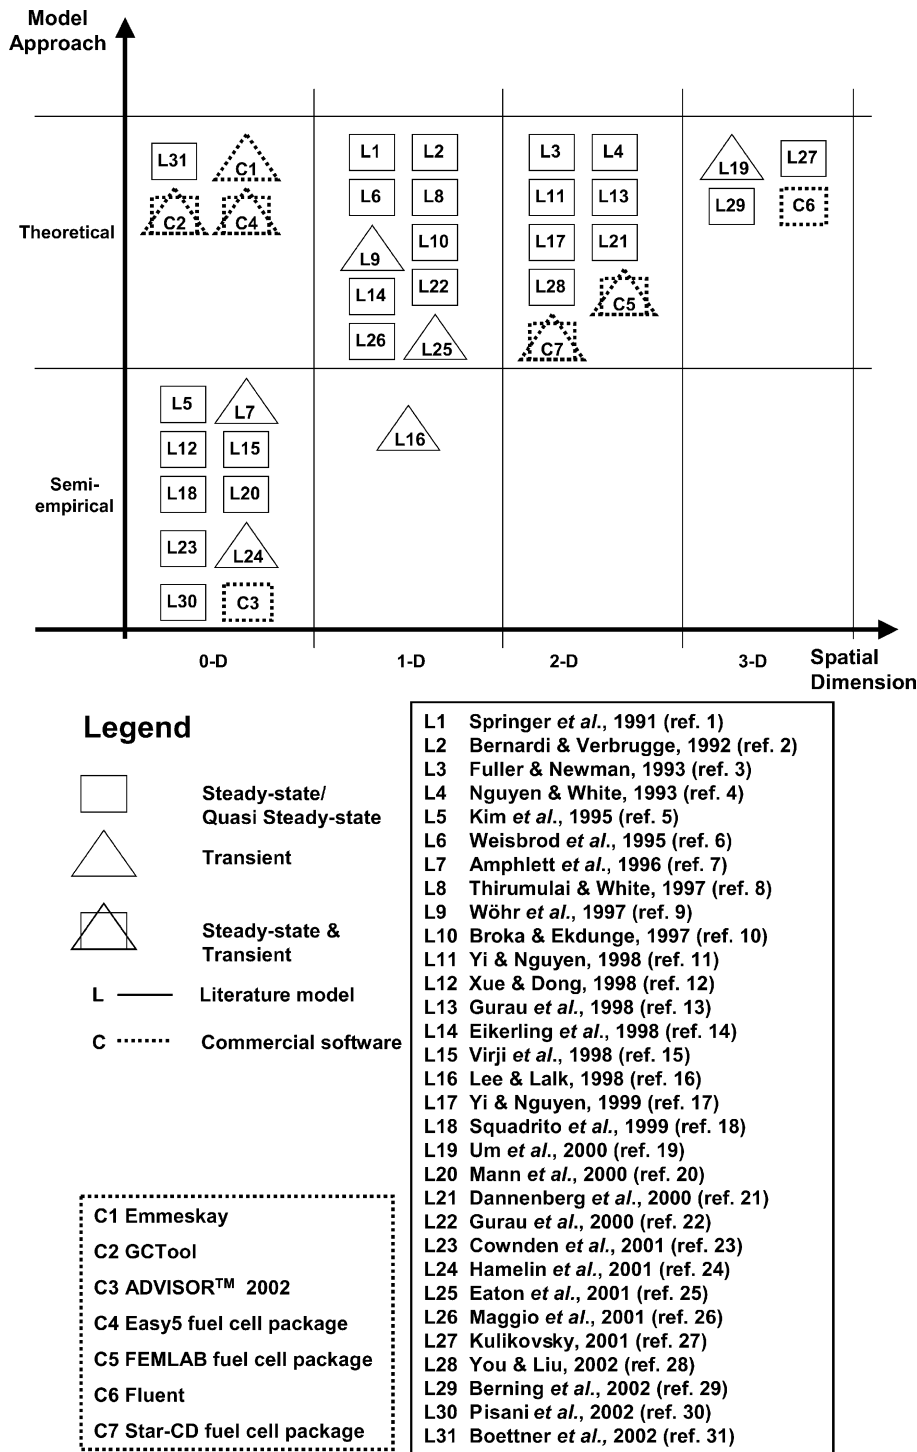 Model
Approach
L31 C1 L1 L2 L3 L4 L19 L27
C2 C4 L6 L8 L11 L13 L29 C6
Theoretical
L9 L10 L17 L21
L14 L22 L28 C5
L26 L25 C7
L5 L7
L16
L12 L15
Semi-
empirical
L18 L20
L23 L24
L30 C3
0-D 1-D 2-D 3-D
Spatial
Dimension
Legend
Steady-state/
Quasi Steady-state
Transient
Steady-state &
Transient
L Literature model
C Commercial software
C1 Emmeskay
C2 GCTool
C3 ADVISOR™ 2002
C4 Easy5 fuel cell package
C5 FEMLAB fuel cell package
C6 Fluent
C7 Star-CD fuel cell package
L1 Springer et al., 1991 (ref. 1)
L2 Bernardi & Verbrugge, 1992 (ref. 2)
L3 Fuller & Newman, 1993 (ref. 3)
L4 Nguyen & White, 1993 (ref. 4)
L5 Kim et al., 1995 (ref. 5)
L6 Weisbrod et al., 1995 (ref. 6)
L7 Amphlett et al., 1996 (ref. 7)
L8 Thirumulai & White, 1997 (ref. 8)
L9 Wöhr et al., 1997 (ref. 9)
L10 Broka & Ekdunge, 1997 (ref. 10)
L11 Yi & Nguyen, 1998 (ref. 11)
L12 Xue & Dong, 1998 (ref. 12)
L13 Gurau et al., 1998 (ref. 13)
L14 Eikerling et al., 1998 (ref. 14)
L15 Virji et al., 1998 (ref. 15)
L16 Lee & Lalk, 1998 (ref. 16)
L17 Yi & Nguyen, 1999 (ref. 17)
L18 Squadrito et al., 1999 (ref. 18)
L19 Um et al., 2000 (ref. 19)
L20 Mann et al., 2000 (ref. 20)
L21 Dannenberg et al., 2000 (ref. 21)
L22 Gurau et al., 2000 (ref. 22)
L23 Cownden et al., 2001 (ref. 23)
L24 Hamelin et al., 2001 (ref. 24)
L25 Eaton et al., 2001 (ref. 25)
L26 Maggio et al., 2001 (ref. 26)
L27 Kulikovsky, 2001 (ref. 27)
L28 You & Liu, 2002 (ref. 28)
L29 Berning et al., 2002 (ref. 29)
L30 Pisani et al., 2002 (ref. 30)
L31 Boettner et al., 2002 (ref. 31)